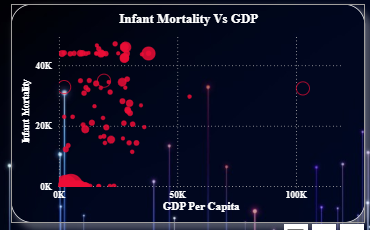 Infant Mortality Vs GDP
40K
20K
0K
Infant Mortality
0K 50K 100K
GDP Per Capita